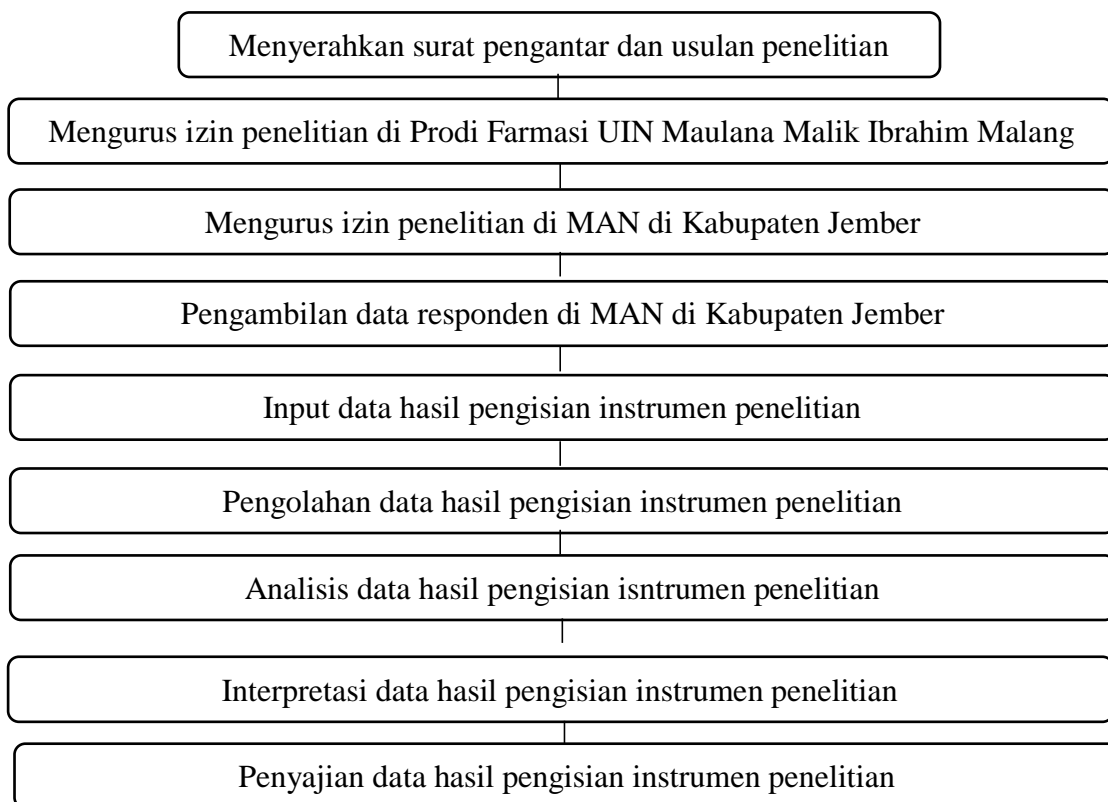 Menyerahkan surat pengantar dan usulan penelitian
Mengurus izin penelitian di Prodi Farmasi UIN Maulana Malik Ibrahim Malang
Mengurus izin penelitian di MAN di Kabupaten Jember
Pengambilan data responden di MAN di Kabupaten Jember
Input data hasil pengisian instrumen penelitian
Pengolahan data hasil pengisian instrumen penelitian
Analisis data hasil pengisian isntrumen penelitian
Interpretasi data hasil pengisian instrumen penelitian
Penyajian data hasil pengisian instrumen penelitian